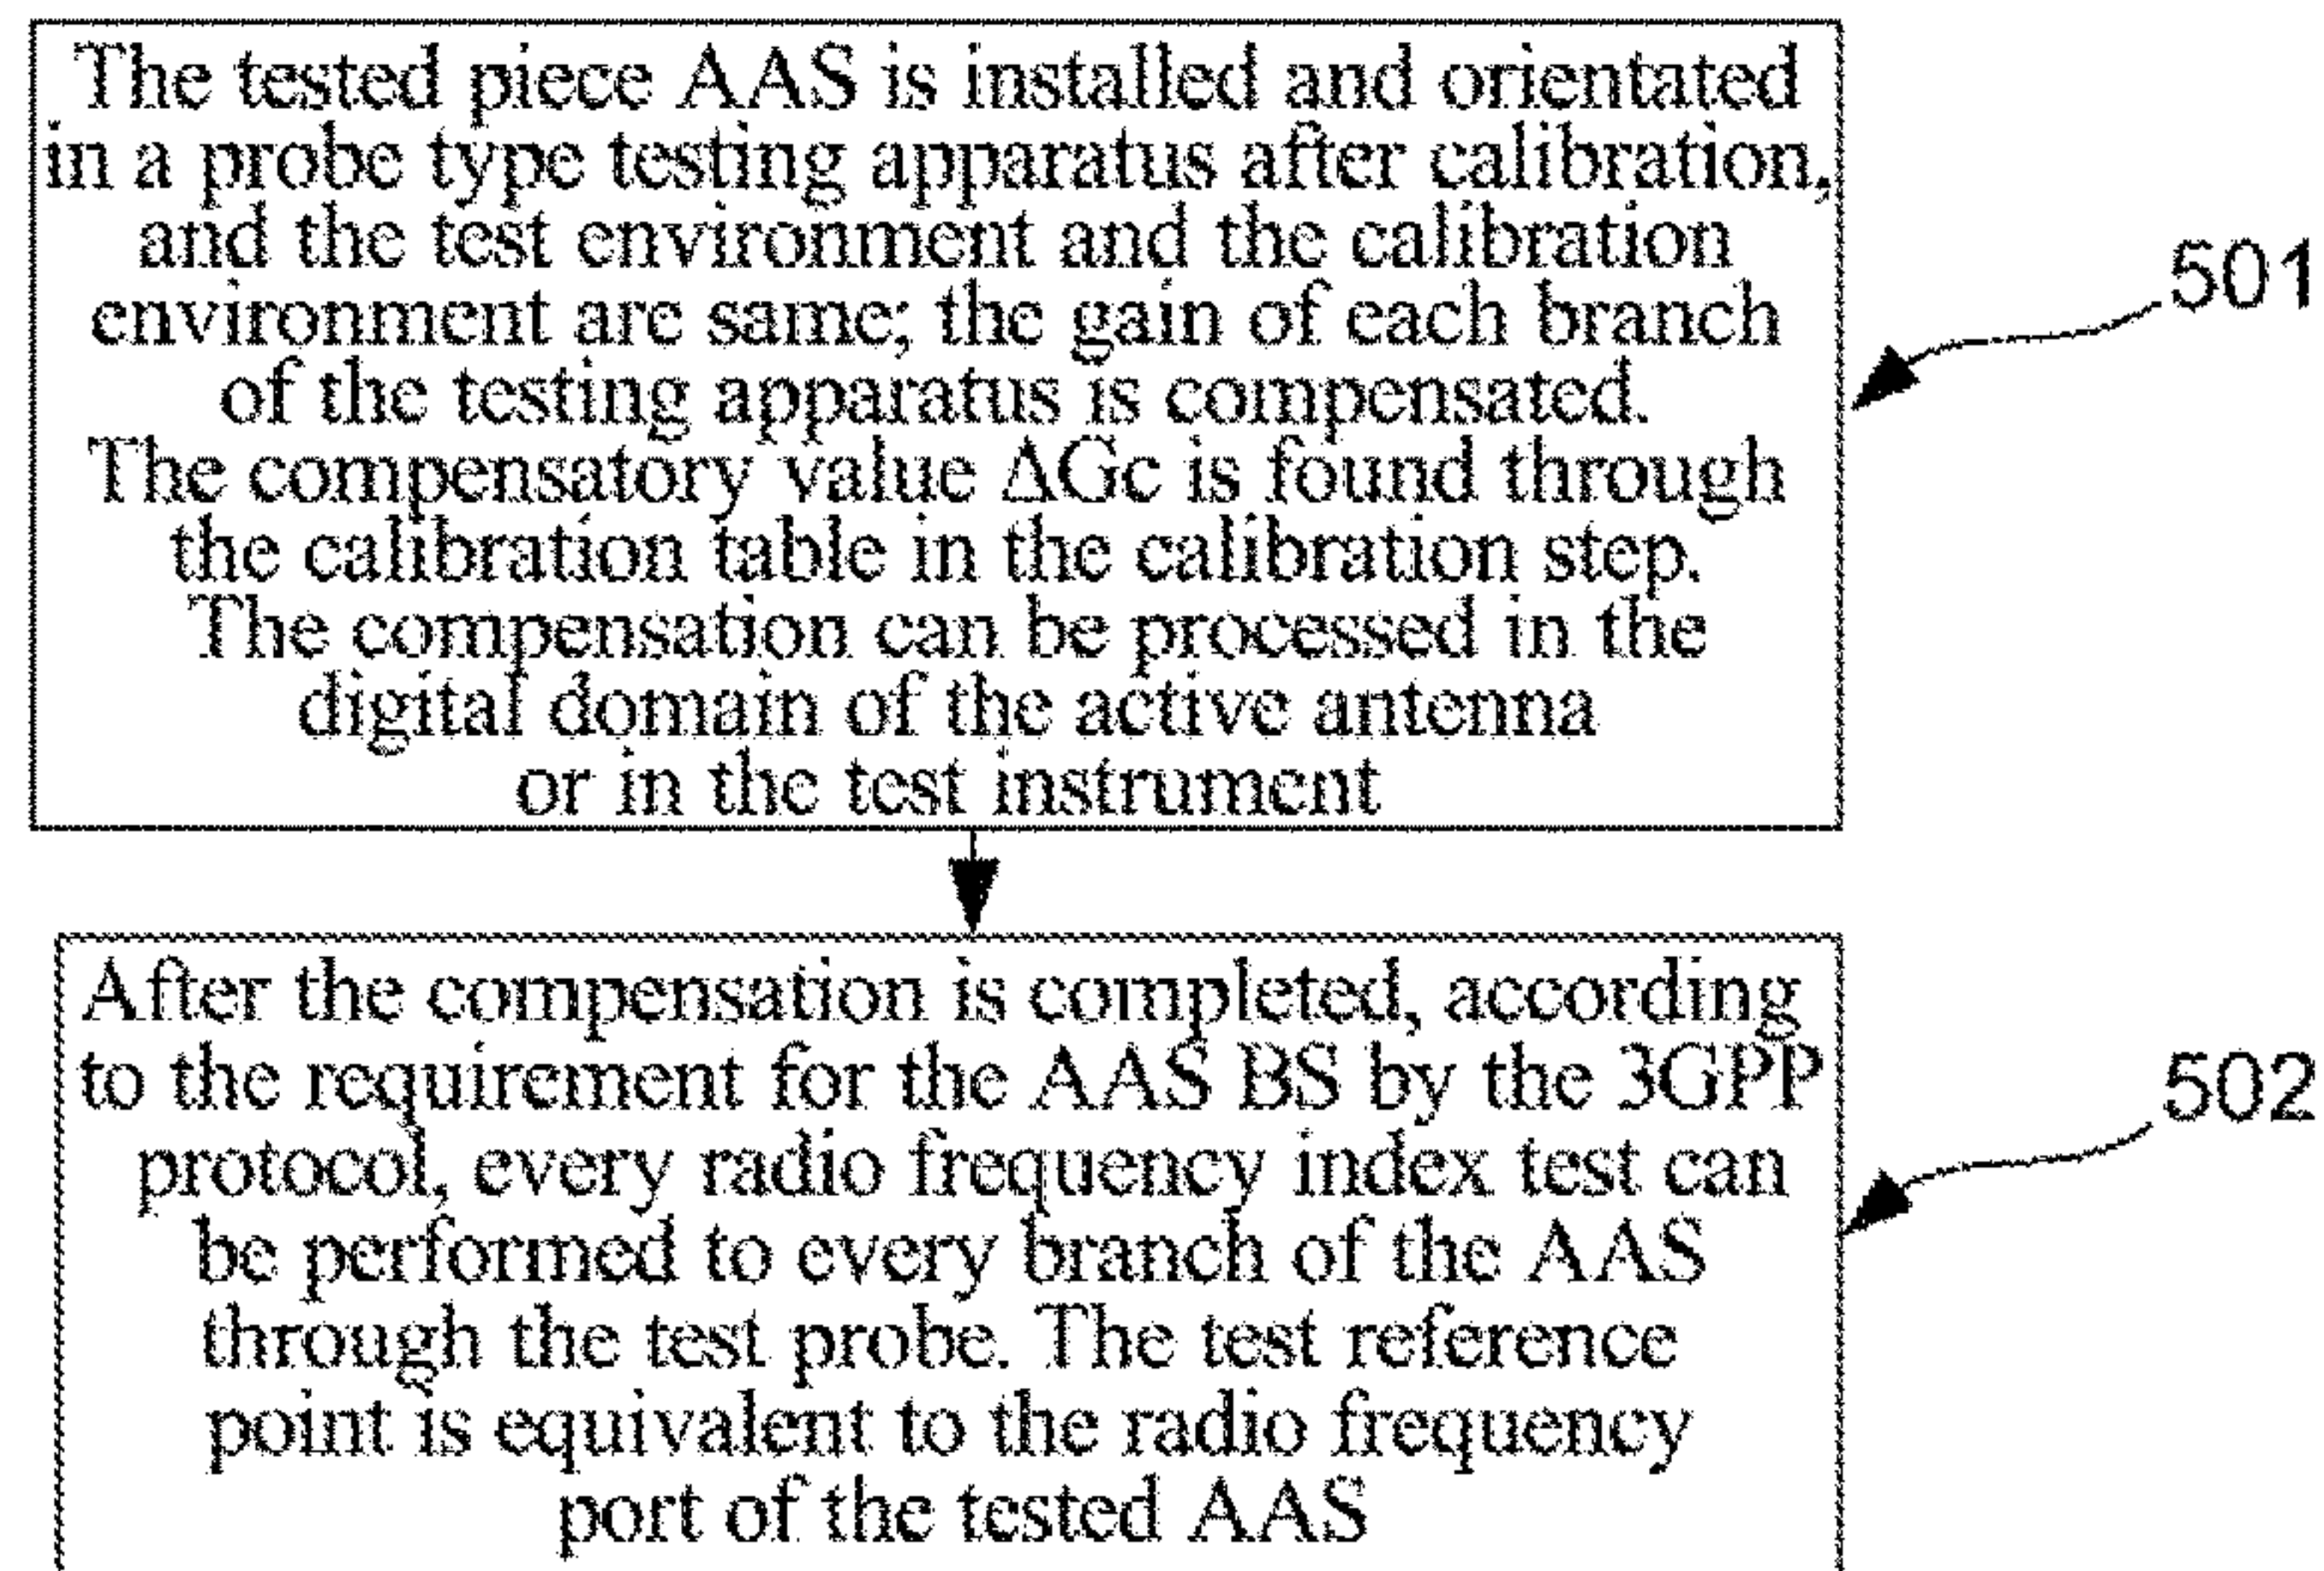 The tested piece AAS is installed and orientated
in a probe type testing apparatus after calibration,
and the test environment and the calibration
environment are same; the gain of each branch
of the testing apparatus is compensated.
The compensatory value ΔGc is found through
the calibration table in the calibration step.
The compensation can be processed in the
digital domain of the active antenna
or in the test instrument
501
After the compensation is completed, according
to the requirement for the AAS BS by the 3GPP
protocol, every radio frequency index test can
be performed to every branch of the AAS
through the test probe. The test reference
point is equivalent to the radio frequency
port of the tested AAS
502